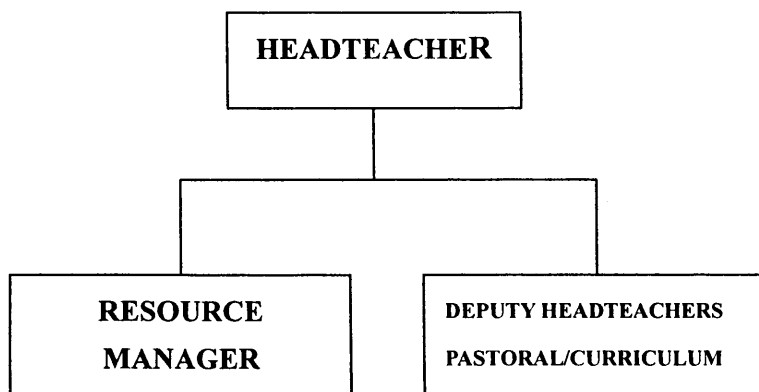 HEADTEACHER
RESOURCE
MANAGER
DEPUTY HEADTEACHERS
PASTORAL/CURRICULUM